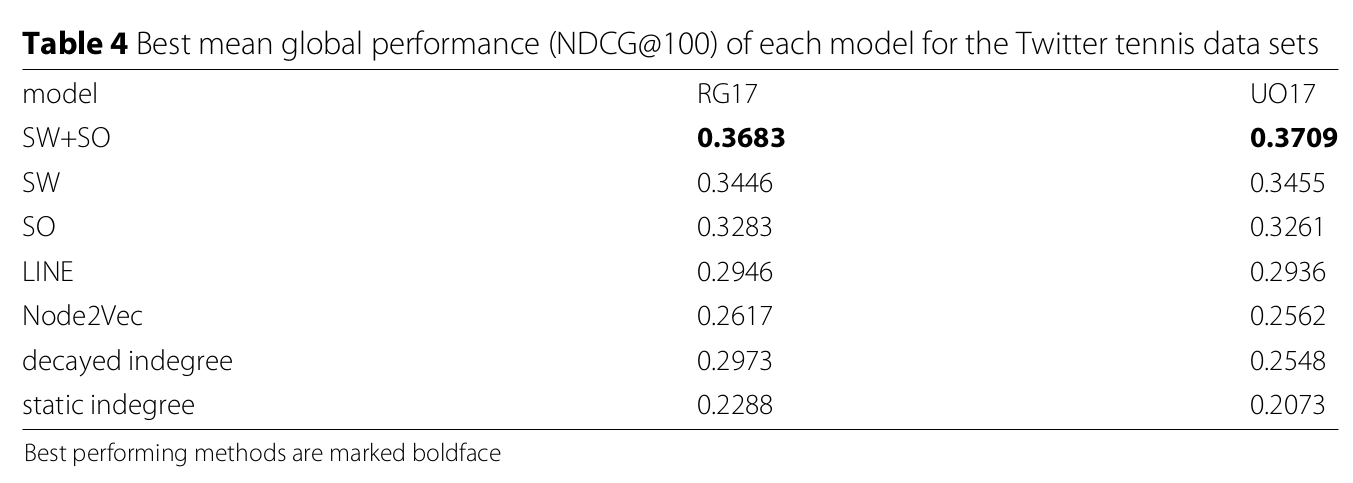 Table 4 Best mean global performance (NDCG@100) of each model for the Twitter tennis data sets
model RG17 UO17
SW+SO 0.3683 0.3709
SW 0.3446 0.3455
SO 0.3283 0.3261
LINE 0.2946 0.2936
Node2Vec 0.2617 0.2562
decayed indegree 0.2973 0.2548
static indegree 0.2288 0.2073
Best performing methods are marked boldface